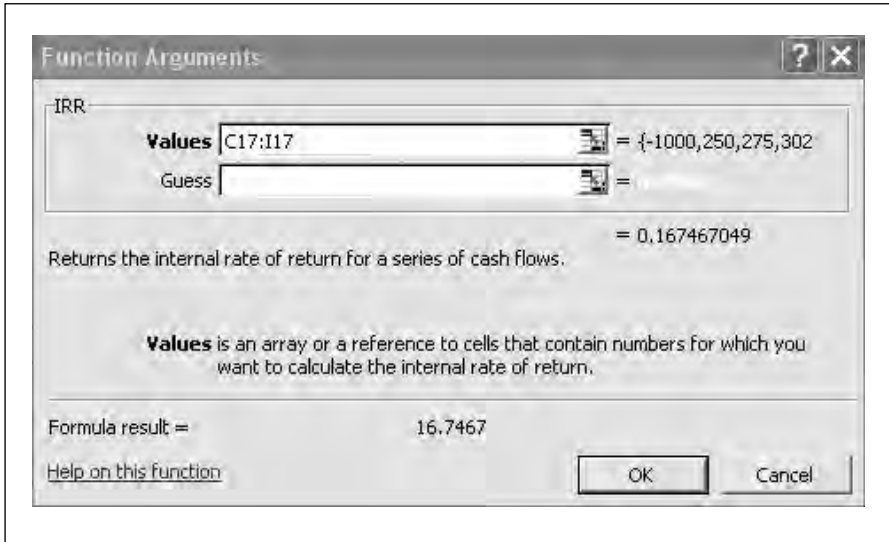 Function Arguments
IRR
Values C17:I17 = {-1000,250,275,302
Guess =
= 0.167467049
Returns the internal rate of return for a series of cash flows.
Values is an array or a reference to cells that contain numbers for which you
want to calculate the internal rate of return.
Formula result = 16.7467
Help on this function OK Cancel